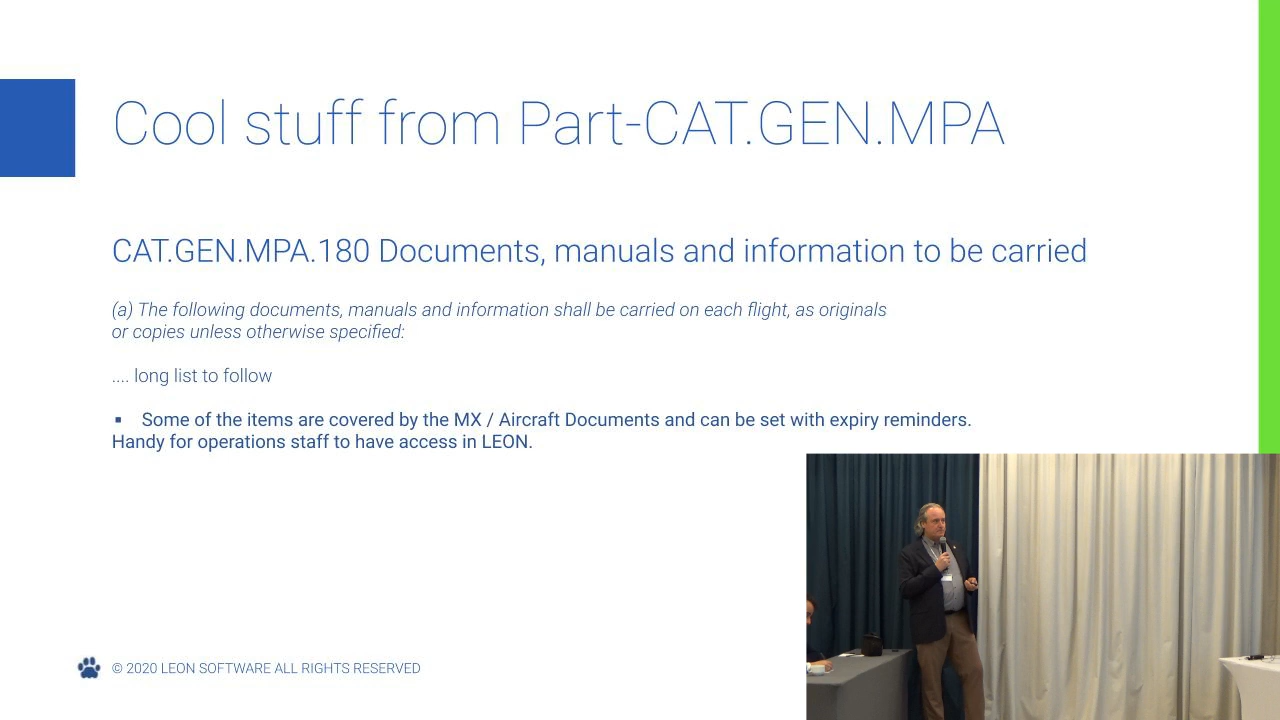 Cool stuff from Part-CAT.GEN.MPA
CAT.GEN.MPA.180 Documents, manuals and information to be carried
(a) The following documents, manuals and information shall be carried on each flight, as originals
or copies unless otherwise specified:
.... long list to follow
▪ Some of the items are covered by the MX / Aircraft Documents and can be set with expiry reminders.
Handy for operations staff to have access in LEON.
© 2020 LEON SOFTWARE ALL RIGHTS RESERVED